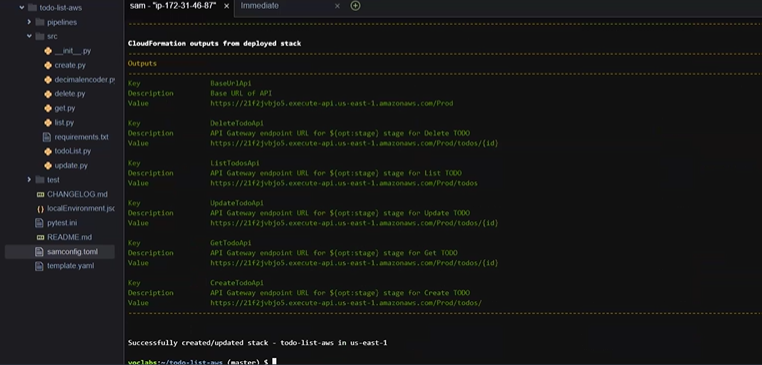 todo-list-aws
pipelines
src
__init__.py
create.py
decimalencoder.py
delete.py
get.py
list.py
requirements.txt
todoList.py
update.py
test
CHANGELOG.md
localEnvironment.jsc
pytest.ini
README.md
samconfig.toml
template.yaml
sam - "ip-172-31-46-87" × Immediate ×
CloudFormation outputs from deployed stack
Outputs
Key BaseUrlApi
Description Base URL of API
Value https://21f2jvbjo5.execute-api.us-east-1.amazonaws.com/Prod
Key DeleteTodoApi
Description API Gateway endpoint URL for ${opt:stage} stage for Delete TODO
Value https://21f2jvbjo5.execute-api.us-east-1.amazonaws.com/Prod/todos/{id}
Key ListTodosApi
Description API Gateway endpoint URL for ${opt:stage} stage for List TODO
Value https://21f2jvbjo5.execute-api.us-east-1.amazonaws.com/Prod/todos
Key UpdateTodoApi
Description API Gateway endpoint URL for ${opt:stage} stage for Update TODO
Value https://21f2jvbjo5.execute-api.us-east-1.amazonaws.com/Prod/todos/{id}
Key GetTodoApi
Description API Gateway endpoint URL for ${opt:stage} stage for Get TODO
Value https://21f2jvbjo5.execute-api.us-east-1.amazonaws.com/Prod/todos/{id}
Key CreateTodoApi
Description API Gateway endpoint URL for ${opt:stage} stage for Create TODO
Value https://21f2jvbjo5.execute-api.us-east-1.amazonaws.com/Prod/todos/
Successfully created/updated stack - todo-list-aws in us-east-1
voclabs:~/todo-list-aws (master) $